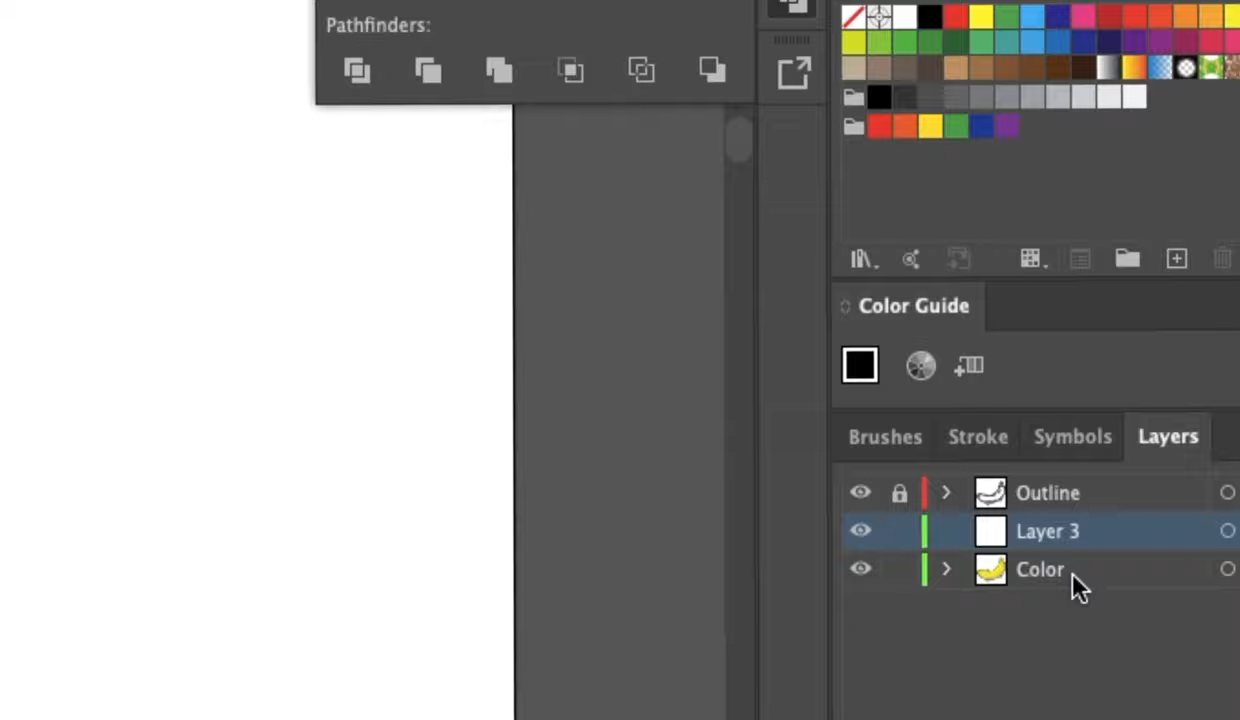 Pathfinders:
Color Guide
Brushes Stroke Symbols Layers
Outline
Layer 3
Color